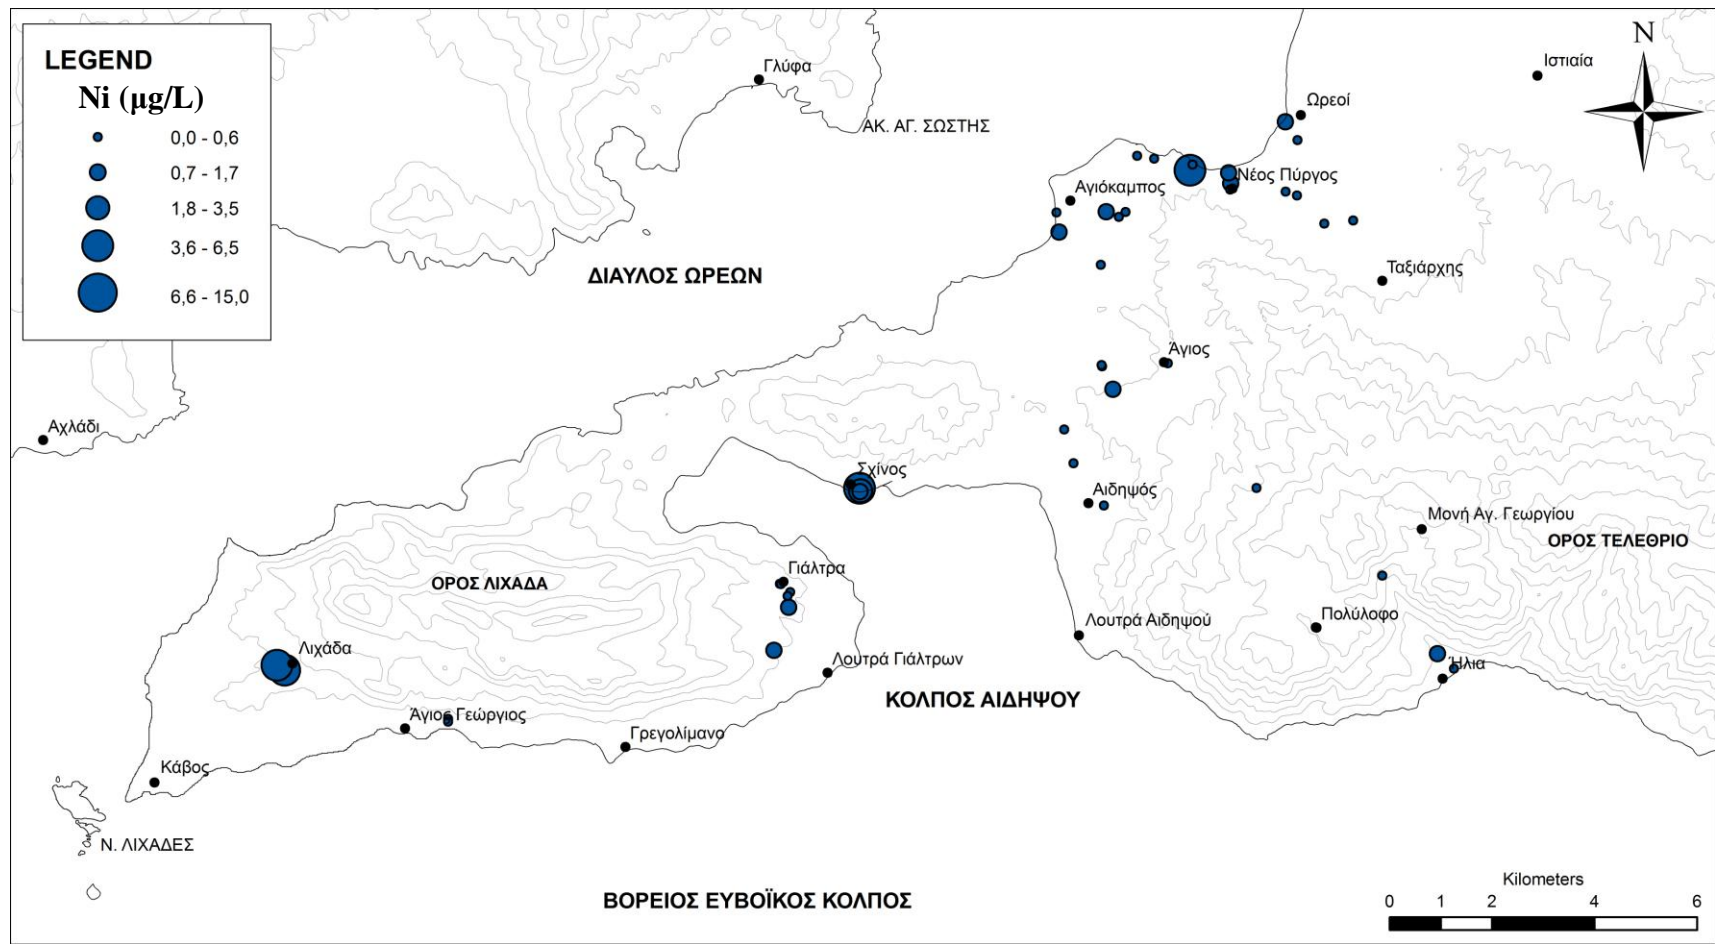 LEGEND
Ni (μg/L)
0,0 - 0,6
0,7 - 1,7
1,8 - 3,5
3,6 - 6,5
6,6 - 15,0
Γλύφα
ΑΚ. ΑΓ. ΣΩΣΤΗΣ
Ιστιαία
N
Ωρεοί
Νέος Πύργος
Αγιόκαμπος
ΔΙΑΥΛΟΣ ΩΡΕΩΝ
Ταξιάρχης
Άγιος
Αχλάδι
Σχίνος
Αιδηψός
Μονή Αγ. Γεωργίου
ΟΡΟΣ ΤΕΛΕΘΡΙΟ
ΟΡΟΣ ΛΙΧΑΔΑ
Γιάλτρα
Λουτρά Αιδηψού
Πολύλοφο
Λιχάδα
Λουτρά Γιάλτρων
Ήλια
ΚΟΛΠΟΣ ΑΙΔΗΨΟΥ
Άγιος Γεώργιος
Γρεγολίμανο
Κάβος
Ν. ΛΙΧΑΔΕΣ
ΒΟΡΕΙΟΣ ΕΥΒΟΪΚΟΣ ΚΟΛΠΟΣ
Kilometers
0 1 2 4 6